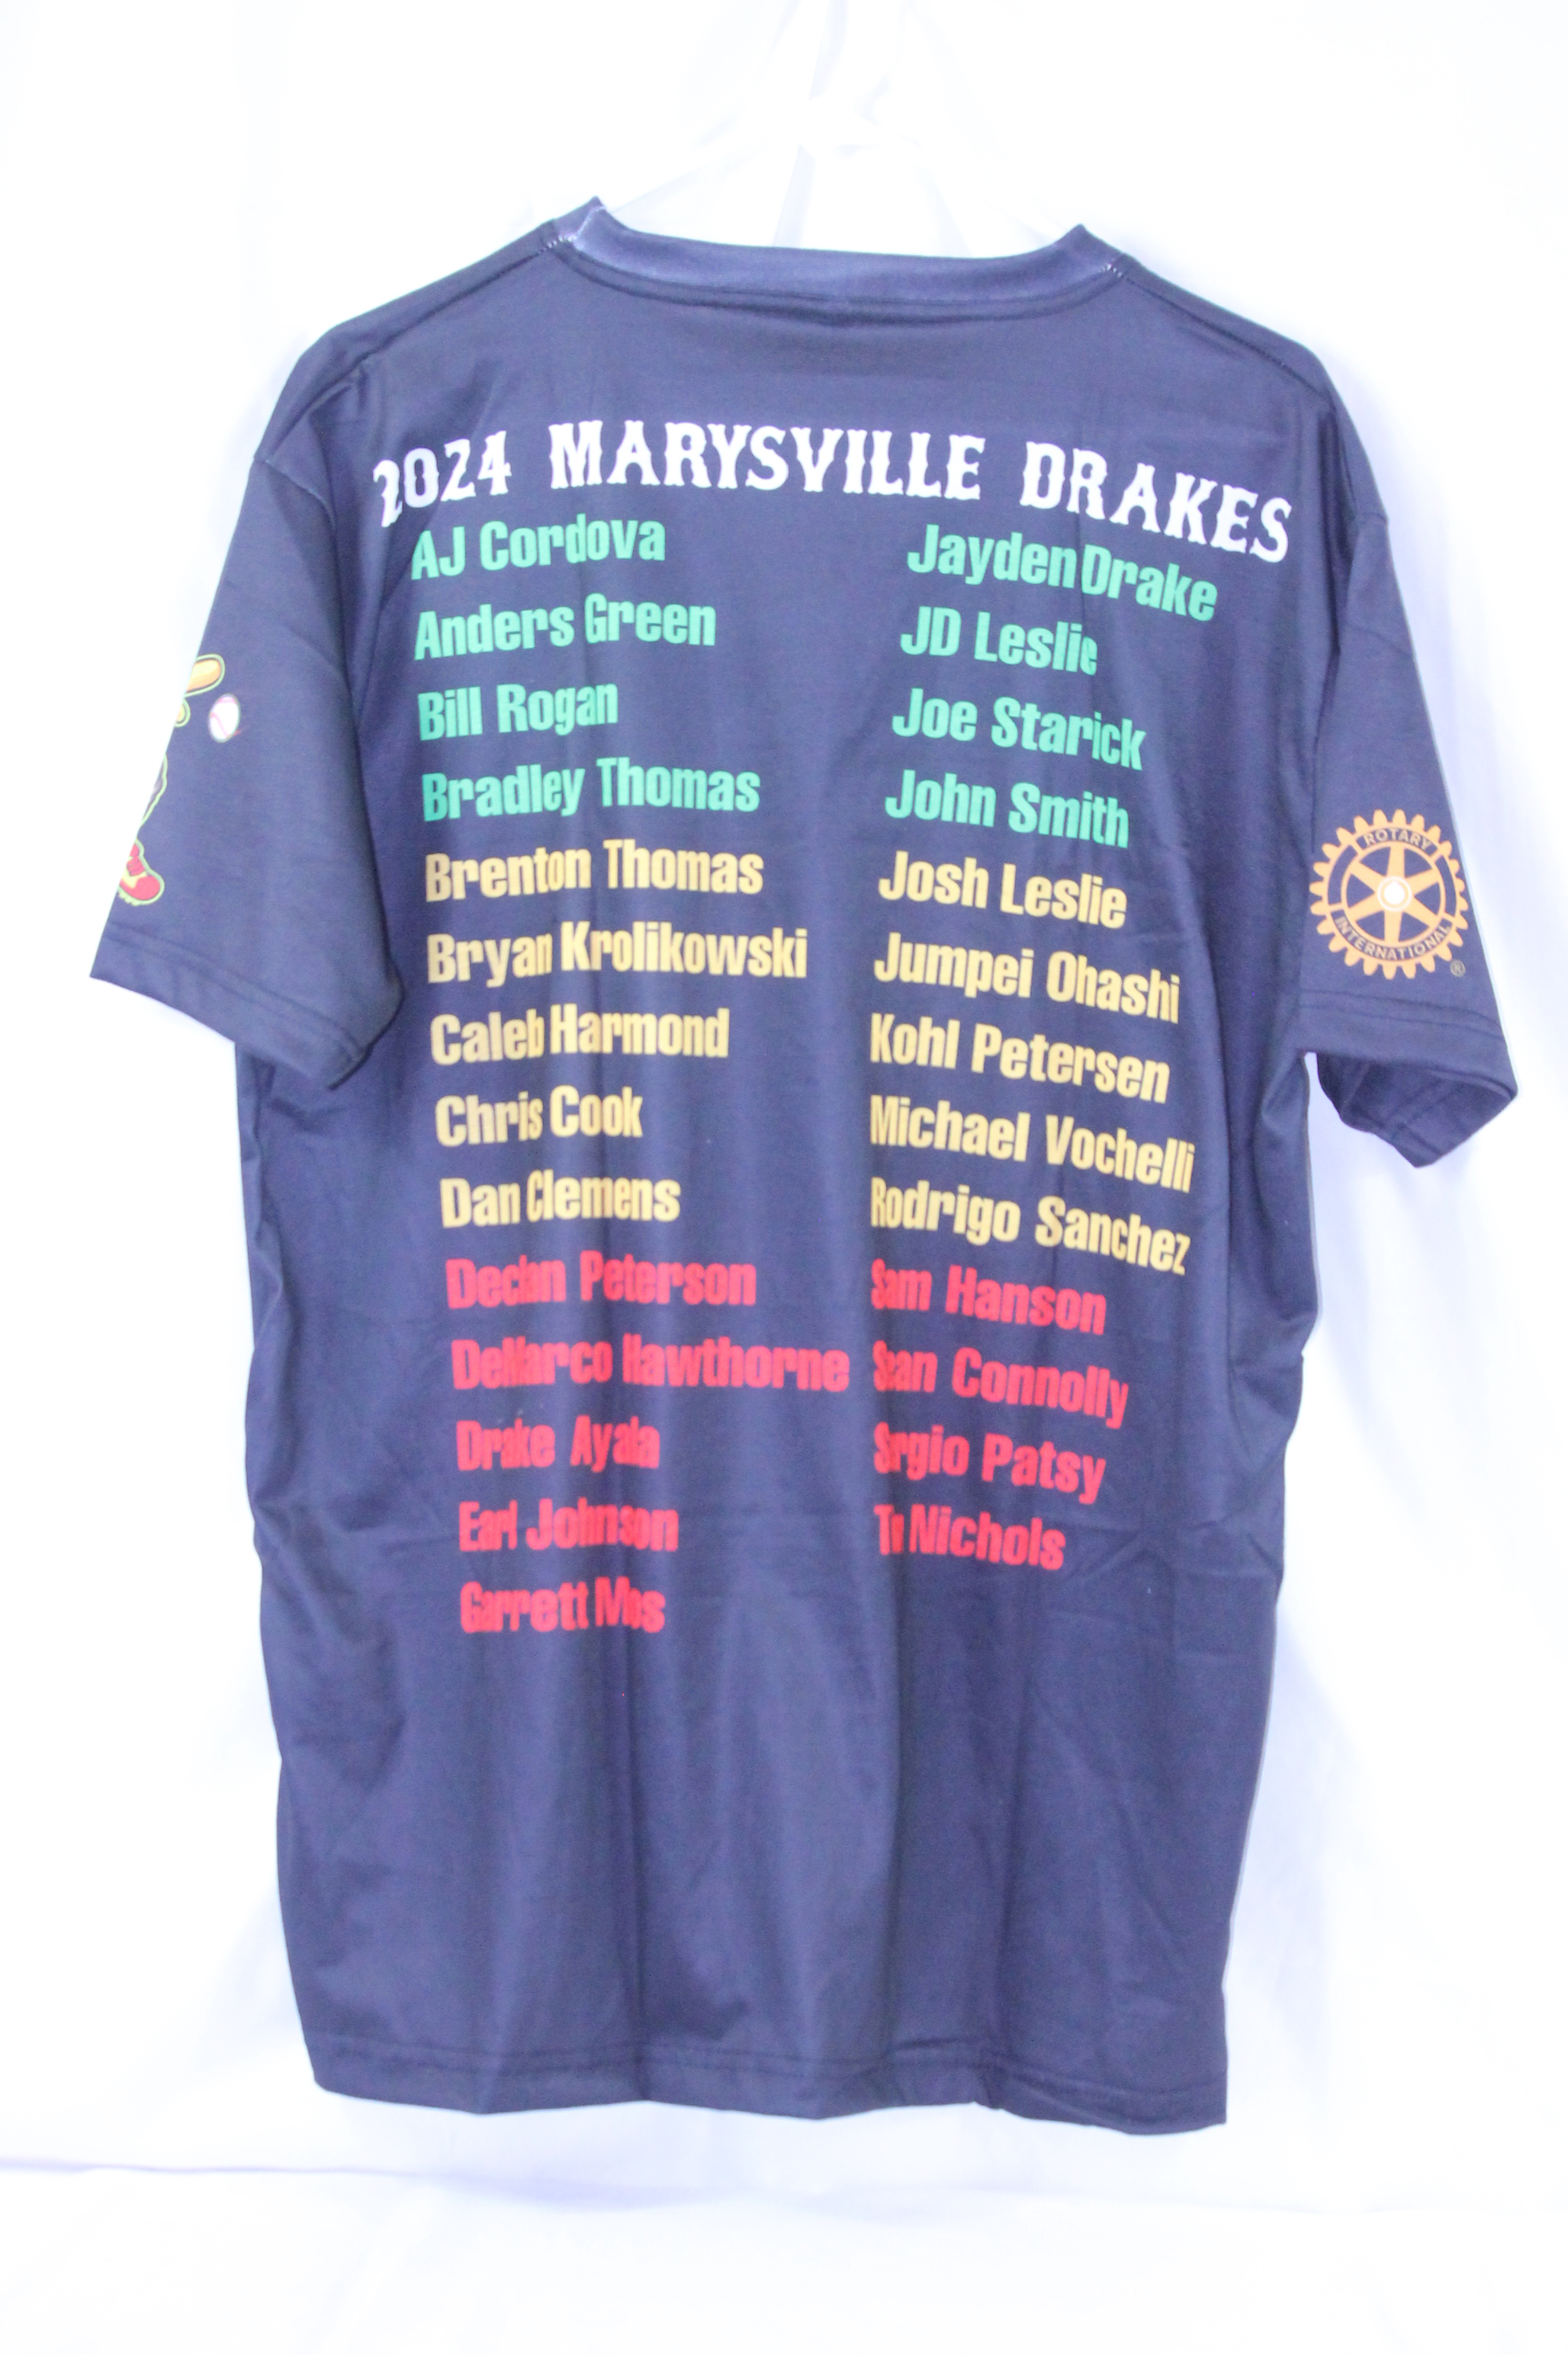 2024 MARYSVILLE DRAKES
AJ Cordova
Anders Green
Bill Rogan
Bradley Thomas
Brenton Thomas
Bryan Krolikowski
Caleb Harmond
Chris Cook
Dan Clemens
Declan Peterson
DeMarco Hawthorne
Drake Ayala
Earl Johnson
Garrett
Jayden Drake
JD Leslie
Joe Starick
John Smith
Josh Leslie
Jumpei Ohashi
Kohl Petersen
Michael Vochelli
Rodrigo Sanchez
Sam Hanson
Sean Connolly
Sergio Patsy
Nichols
ROTARY
INTERNATIONAL
®